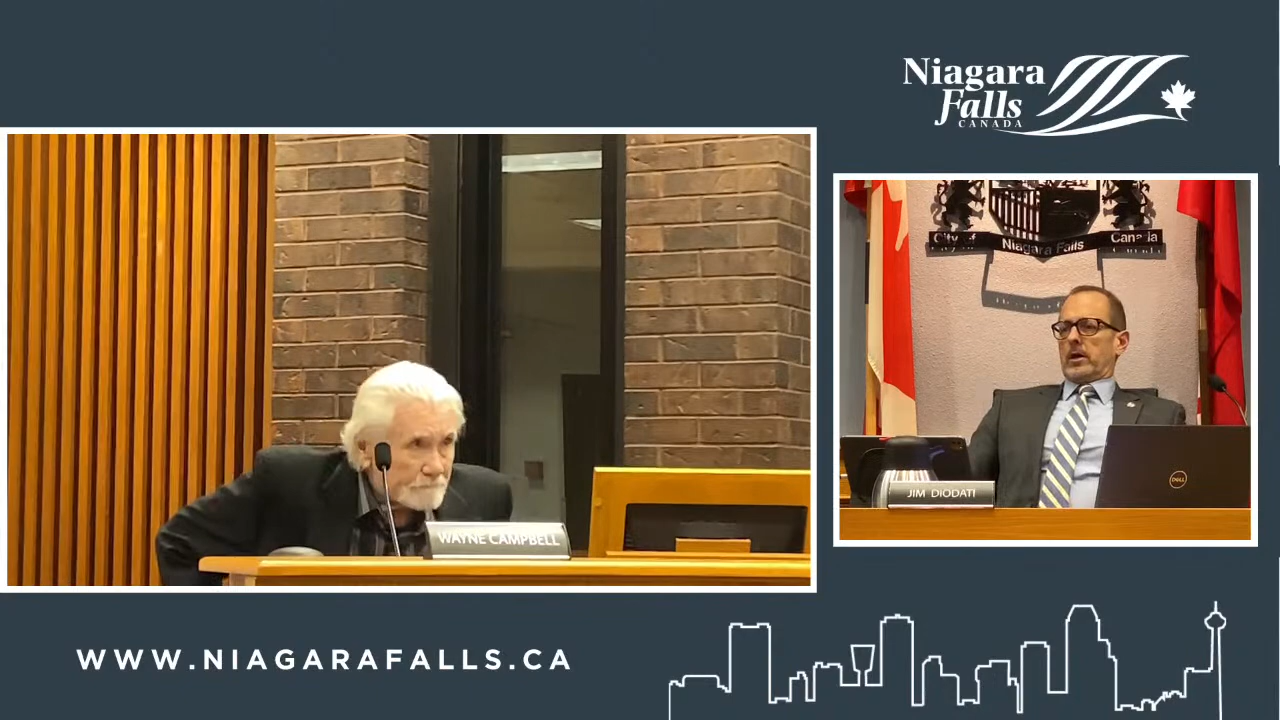 Niagara
Falls
CANADA
City of
Niagara Falls
Canada
JIM DIODATI
DELL
WAYNE CAMPBELL
WWW.NIAGARAFALLS.CA